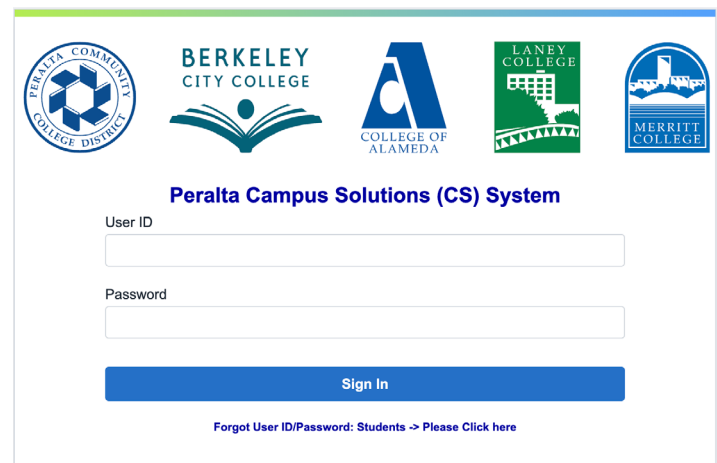 PERALTA COMMUNITY
COLLEGE DISTRICT
BERKELEY
CITY COLLEGE
COLLEGE OF
ALAMEDA
LANEY
COLLEGE
MERRITT
COLLEGE
Peralta Campus Solutions (CS) System
User ID
Password
Sign In
Forgot User ID/Password: Students -> Please Click here